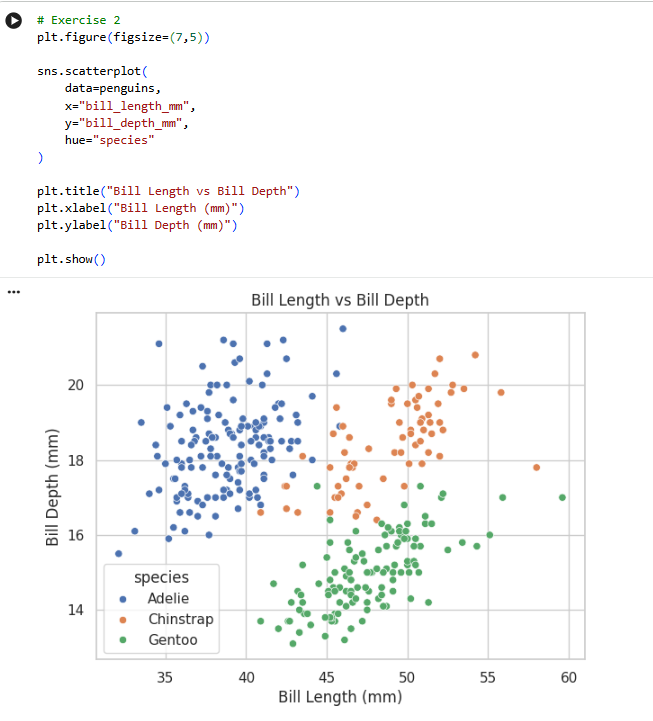 # Exercise 2
plt.figure(figsize=(7,5))
sns.scatterplot(
data=penguins,
x="bill_length_mm",
y="bill_depth_mm",
hue="species"
)
plt.title("Bill Length vs Bill Depth")
plt.xlabel("Bill Length (mm)")
plt.ylabel("Bill Depth (mm)")
plt.show()
Bill Length vs Bill Depth
20
18
16
14
Bill Depth (mm)
species
Adelie
Chinstrap
Gentoo
35 40 45 50 55 60
Bill Length (mm)